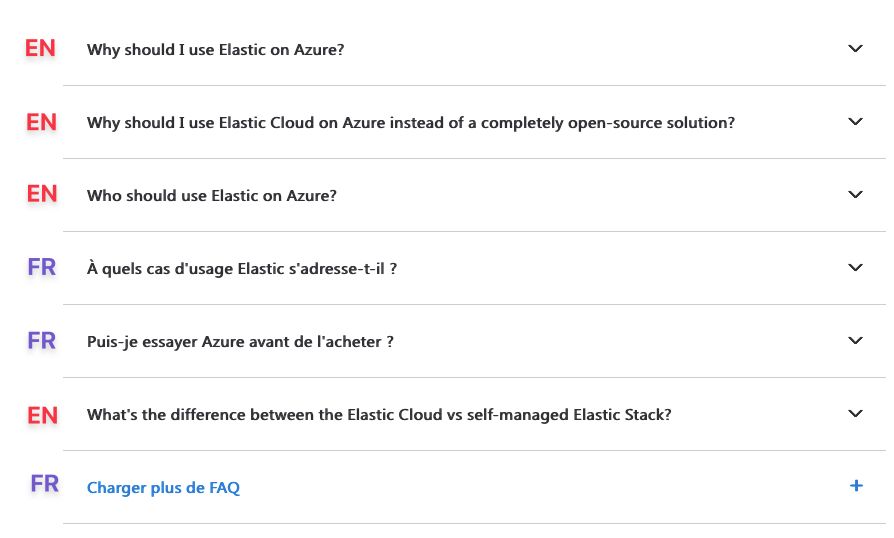 EN Why should I use Elastic on Azure?
EN Why should I use Elastic Cloud on Azure instead of a completely open-source solution?
EN Who should use Elastic on Azure?
FR À quels cas d'usage Elastic s'adresse-t-il ?
FR Puis-je essayer Azure avant de l'acheter ?
EN What's the difference between the Elastic Cloud vs self-managed Elastic Stack?
FR Charger plus de FAQ +